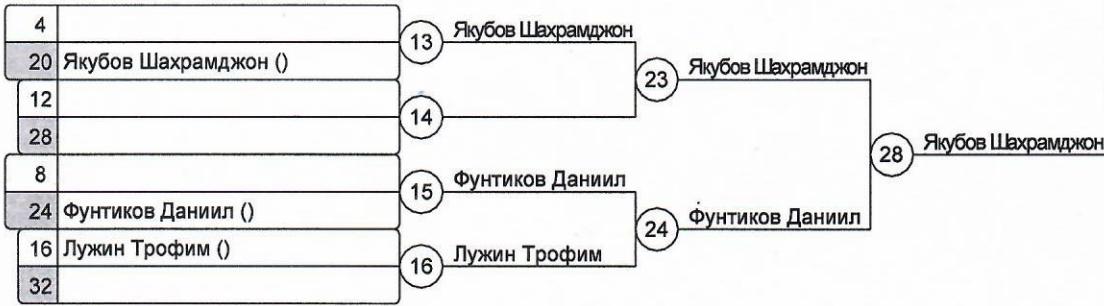 4
13 Якубов Шахрамджон
20 Якубов Шахрамджон ()
23 Якубов Шахрамджон
12
14
28
28 Якубов Шахрамджон
8
15 Фунтиков Даниил
24 Фунтиков Даниил ()
24 Фунтиков Даниил
16 Лужин Трофим ()
16 Лужин Трофим
32